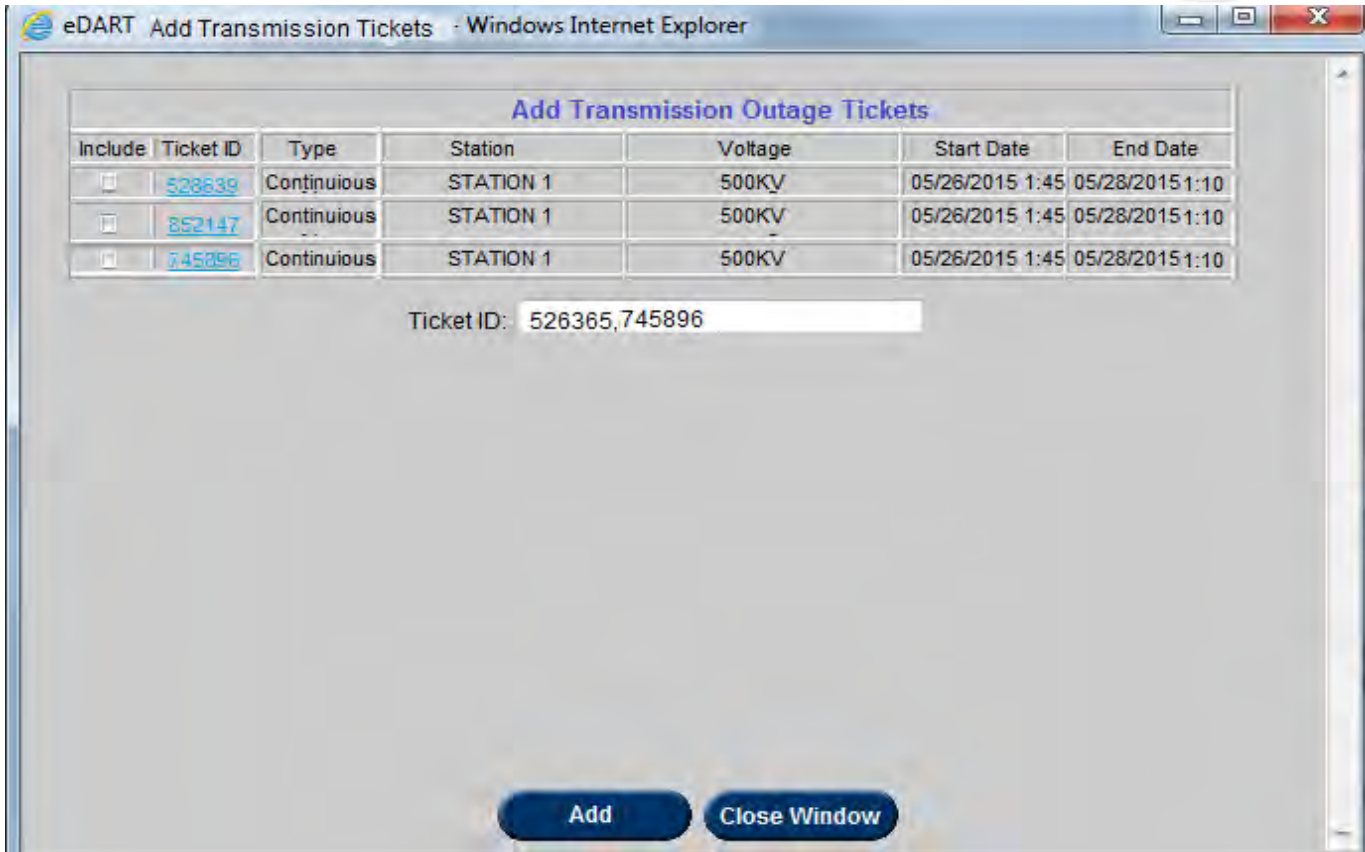 eDART Add Transmission Tickets - Windows Internet Explorer
Add Transmission Outage Tickets
Include Ticket ID Type Station Voltage Start Date End Date
528639 Continuious STATION 1 500KV 05/26/2015 1:45 05/28/2015 1:10
852147 Continuious STATION 1 500KV 05/26/2015 1:45 05/28/2015 1:10
745896 Continuious STATION 1 500KV 05/26/2015 1:45 05/28/2015 1:10
Ticket ID: 526365,745896
Add Close Window